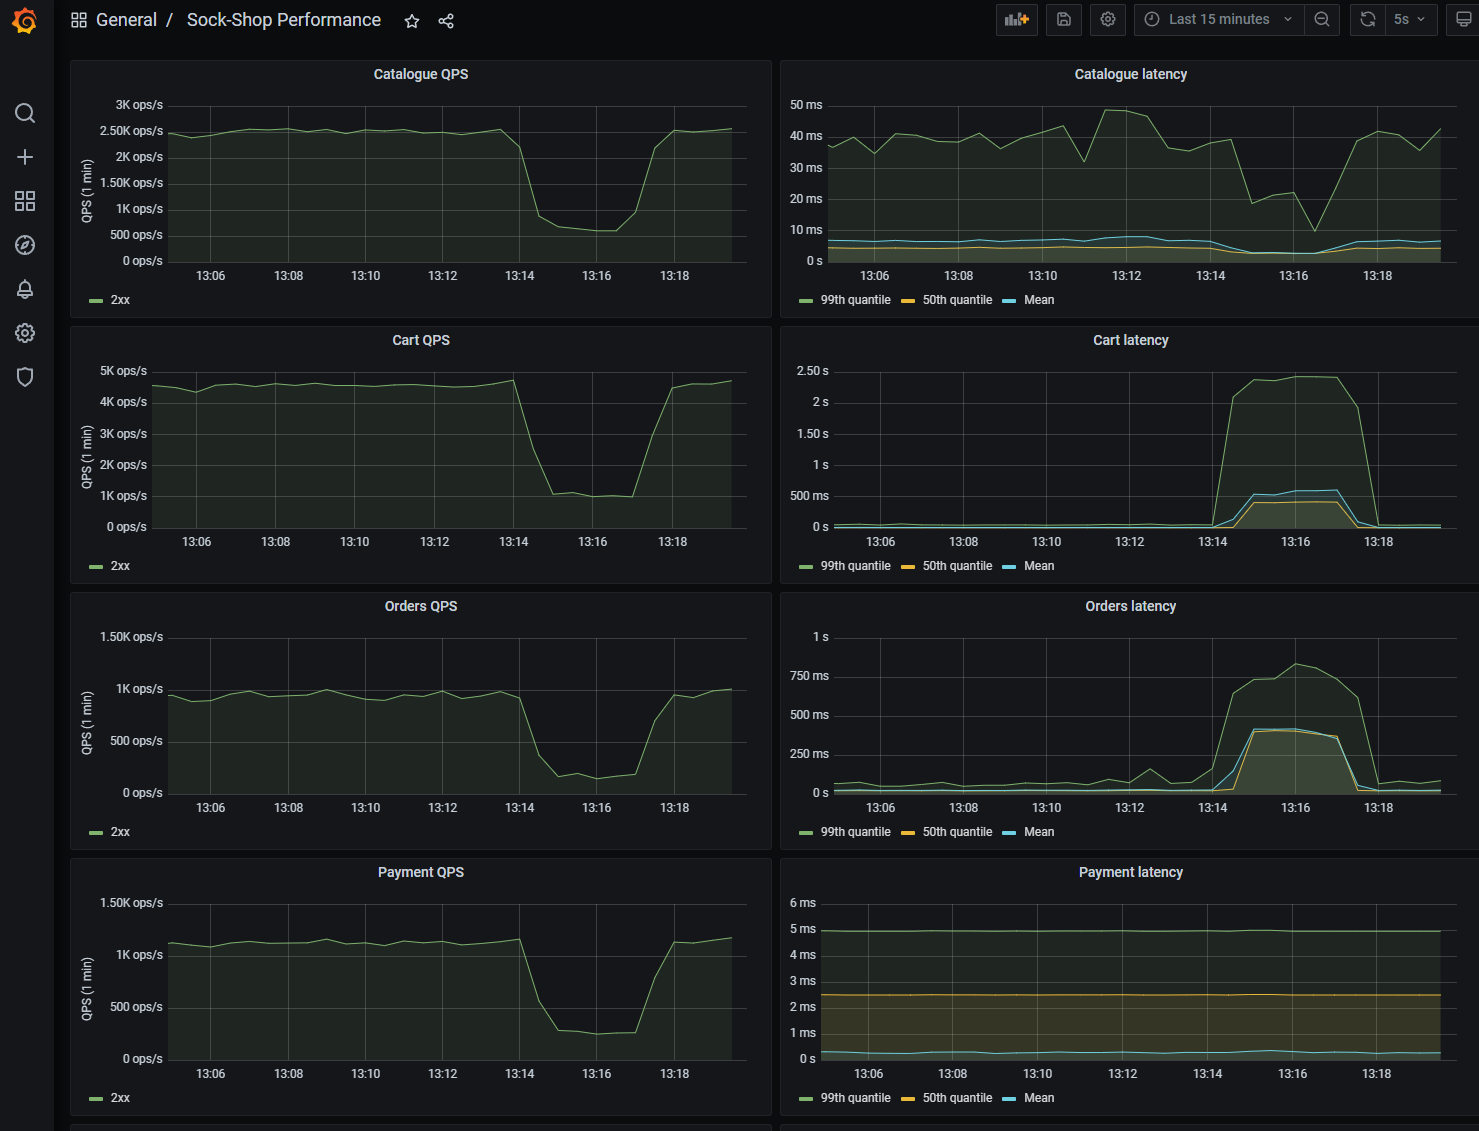 General / Sock-Shop Performance
Last 15 minutes
5s
Catalogue QPS
QPS (1 min)
3K ops/s
2.50K ops/s
2K ops/s
1.50K ops/s
1K ops/s
500 ops/s
0 ops/s
13:06 13:08 13:10 13:12 13:14 13:16 13:18
2xx
Catalogue latency
50 ms
40 ms
30 ms
20 ms
10 ms
0 s
13:06 13:08 13:10 13:12 13:14 13:16 13:18
99th quantile 50th quantile Mean
Cart QPS
QPS (1 min)
5K ops/s
4K ops/s
3K ops/s
2K ops/s
1K ops/s
0 ops/s
13:06 13:08 13:10 13:12 13:14 13:16 13:18
2xx
Cart latency
2.50 s
2 s
1.50 s
1 s
500 ms
0 s
13:06 13:08 13:10 13:12 13:14 13:16 13:18
99th quantile 50th quantile Mean
Orders QPS
QPS (1 min)
1.50K ops/s
1K ops/s
500 ops/s
0 ops/s
13:06 13:08 13:10 13:12 13:14 13:16 13:18
2xx
Orders latency
1 s
750 ms
500 ms
250 ms
0 s
13:06 13:08 13:10 13:12 13:14 13:16 13:18
99th quantile 50th quantile Mean
Payment QPS
QPS (1 min)
1.50K ops/s
1K ops/s
500 ops/s
0 ops/s
13:06 13:08 13:10 13:12 13:14 13:16 13:18
2xx
Payment latency
6 ms
5 ms
4 ms
3 ms
2 ms
1 ms
0 s
13:06 13:08 13:10 13:12 13:14 13:16 13:18
99th quantile 50th quantile Mean